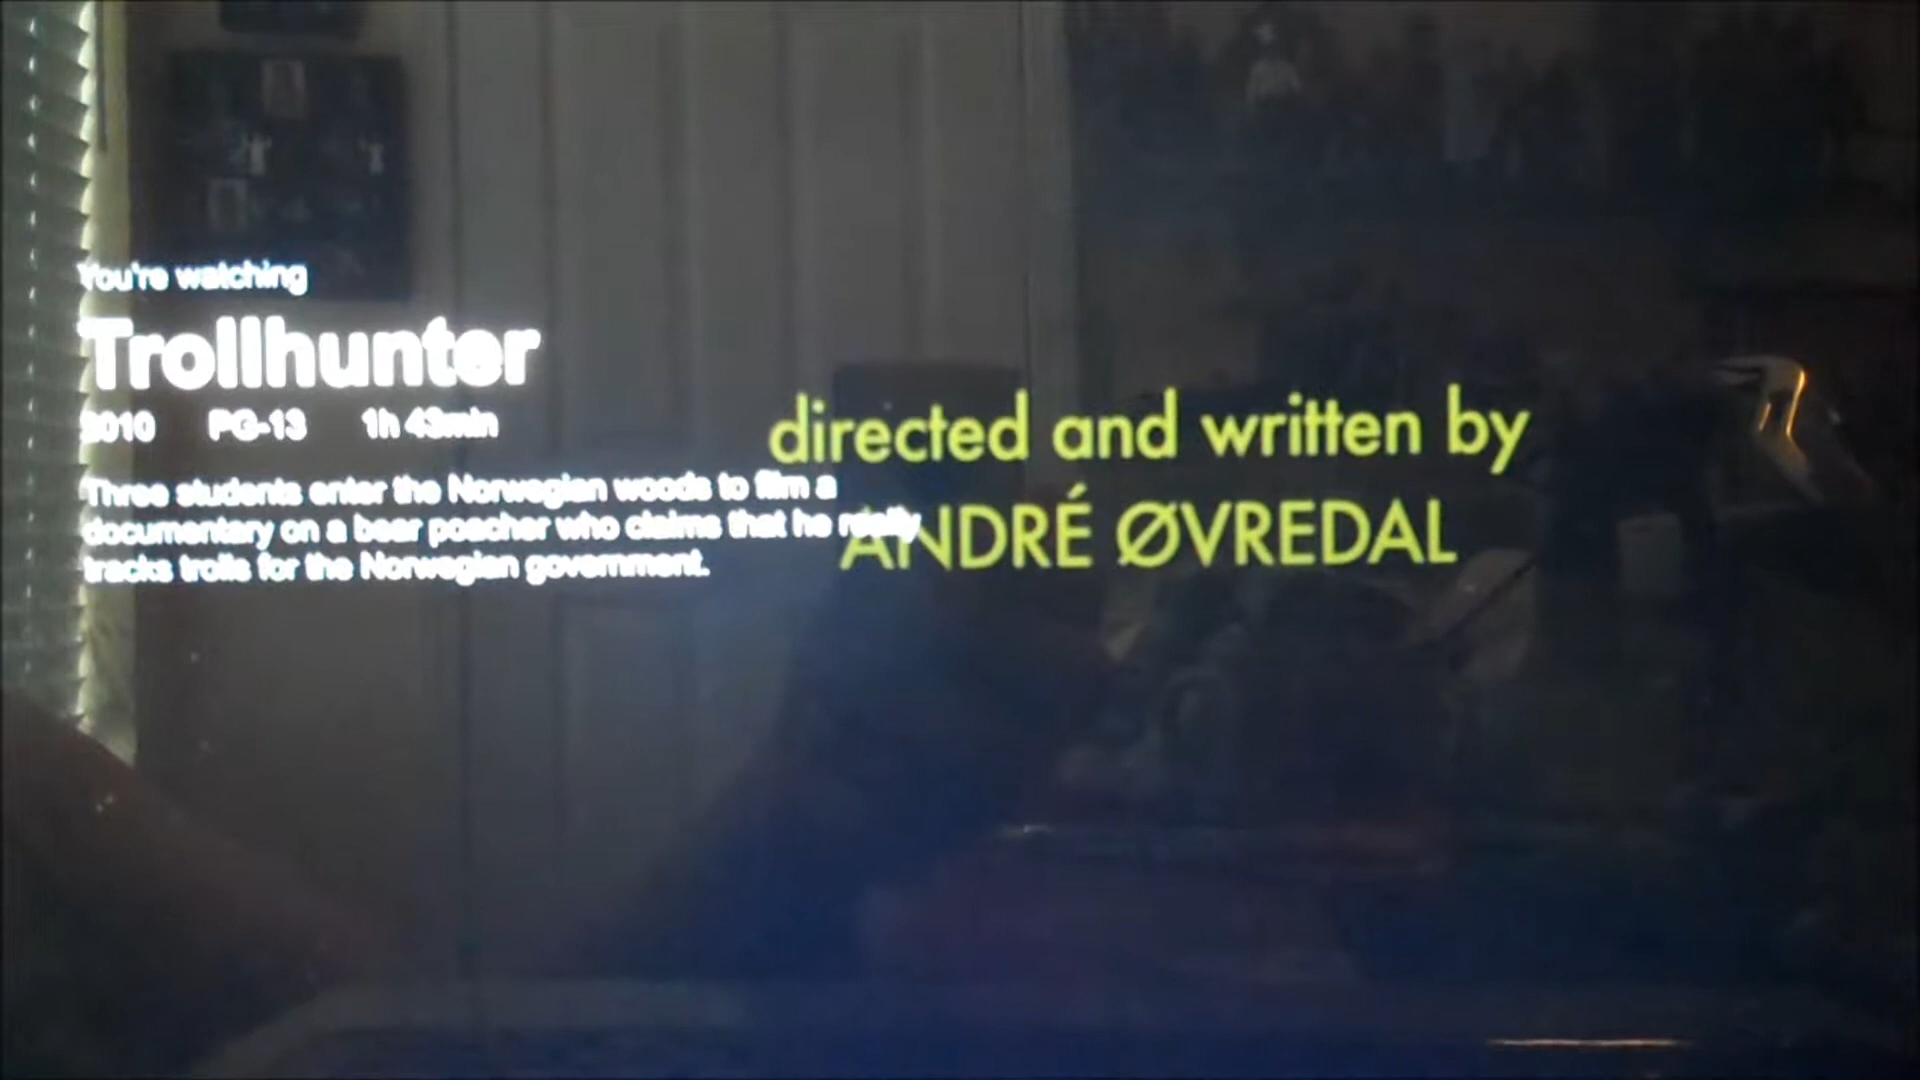 You're watching
Trollhunter
2010 PG-13 1h 43min
Three students enter the Norwegian woods to film a
documentary on a bear poacher who claims that he really
tracks trolls for the Norwegian government.
directed and written by
ANDRÉ ØVREDAL